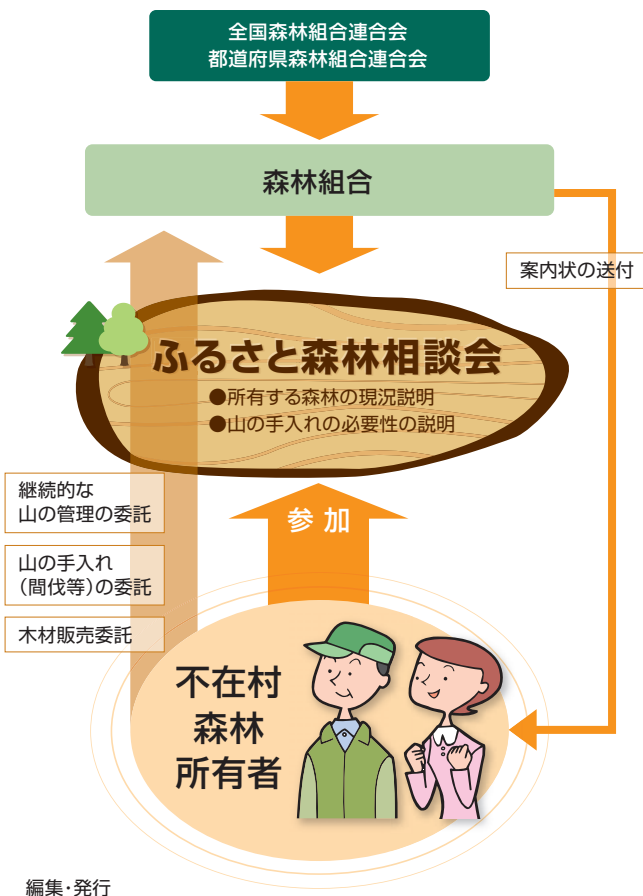 全国森林組合連合会
都道府県森林組合連合会
森林組合
案内状の送付
ふるさと森林相談会
●所有する森林の現況説明
●山の手入れの必要性の説明
継続的な
山の管理の委託
参加
山の手入れ
(間伐等)の委託
木材販売委託
不在村
森林
所有者
編集・発行